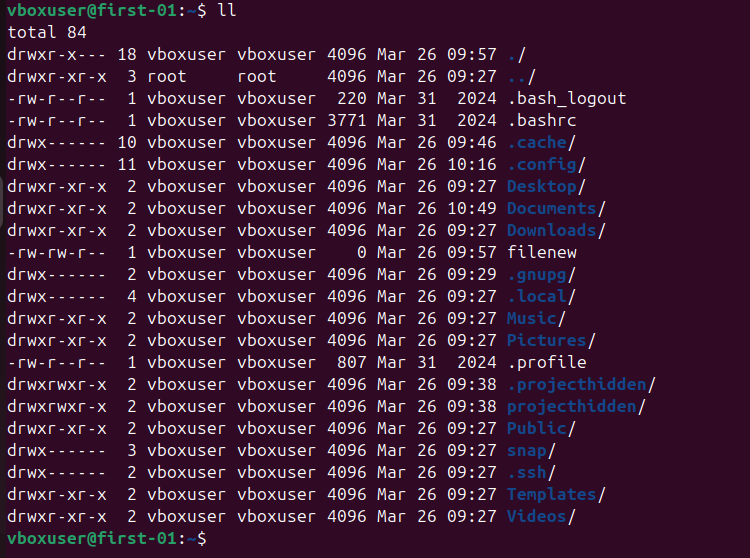 vboxuser@first-01:~$ ll
total 84
drwxr-x--- 18 vboxuser vboxuser 4096 Mar 26 09:57 ./
drwxr-xr-x  3 root     root     4096 Mar 26 09:27 ../
-rw-r--r--  1 vboxuser vboxuser  220 Mar 31  2024 .bash_logout
-rw-r--r--  1 vboxuser vboxuser 3771 Mar 31  2024 .bashrc
drwx------ 10 vboxuser vboxuser 4096 Mar 26 09:46 .cache/
drwx------ 11 vboxuser vboxuser 4096 Mar 26 10:16 .config/
drwxr-xr-x  2 vboxuser vboxuser 4096 Mar 26 09:27 Desktop/
drwxr-xr-x  2 vboxuser vboxuser 4096 Mar 26 10:49 Documents/
drwxr-xr-x  2 vboxuser vboxuser 4096 Mar 26 09:27 Downloads/
-rw-rw-r--  1 vboxuser vboxuser    0 Mar 26 09:57 filenew
drwx------  2 vboxuser vboxuser 4096 Mar 26 09:29 .gnupg/
drwx------  4 vboxuser vboxuser 4096 Mar 26 09:27 .local/
drwxr-xr-x  2 vboxuser vboxuser 4096 Mar 26 09:27 Music/
drwxr-xr-x  2 vboxuser vboxuser 4096 Mar 26 09:27 Pictures/
-rw-r--r--  1 vboxuser vboxuser  807 Mar 31  2024 .profile
drwxrwxr-x  2 vboxuser vboxuser 4096 Mar 26 09:38 .projecthidden/
drwxrwxr-x  2 vboxuser vboxuser 4096 Mar 26 09:38 projecthidden/
drwxr-xr-x  2 vboxuser vboxuser 4096 Mar 26 09:27 Public/
drwx------  3 vboxuser vboxuser 4096 Mar 26 09:27 snap/
drwx------  2 vboxuser vboxuser 4096 Mar 26 09:27 .ssh/
drwxr-xr-x  2 vboxuser vboxuser 4096 Mar 26 09:27 Templates/
drwxr-xr-x  2 vboxuser vboxuser 4096 Mar 26 09:27 Videos/
vboxuser@first-01:~$